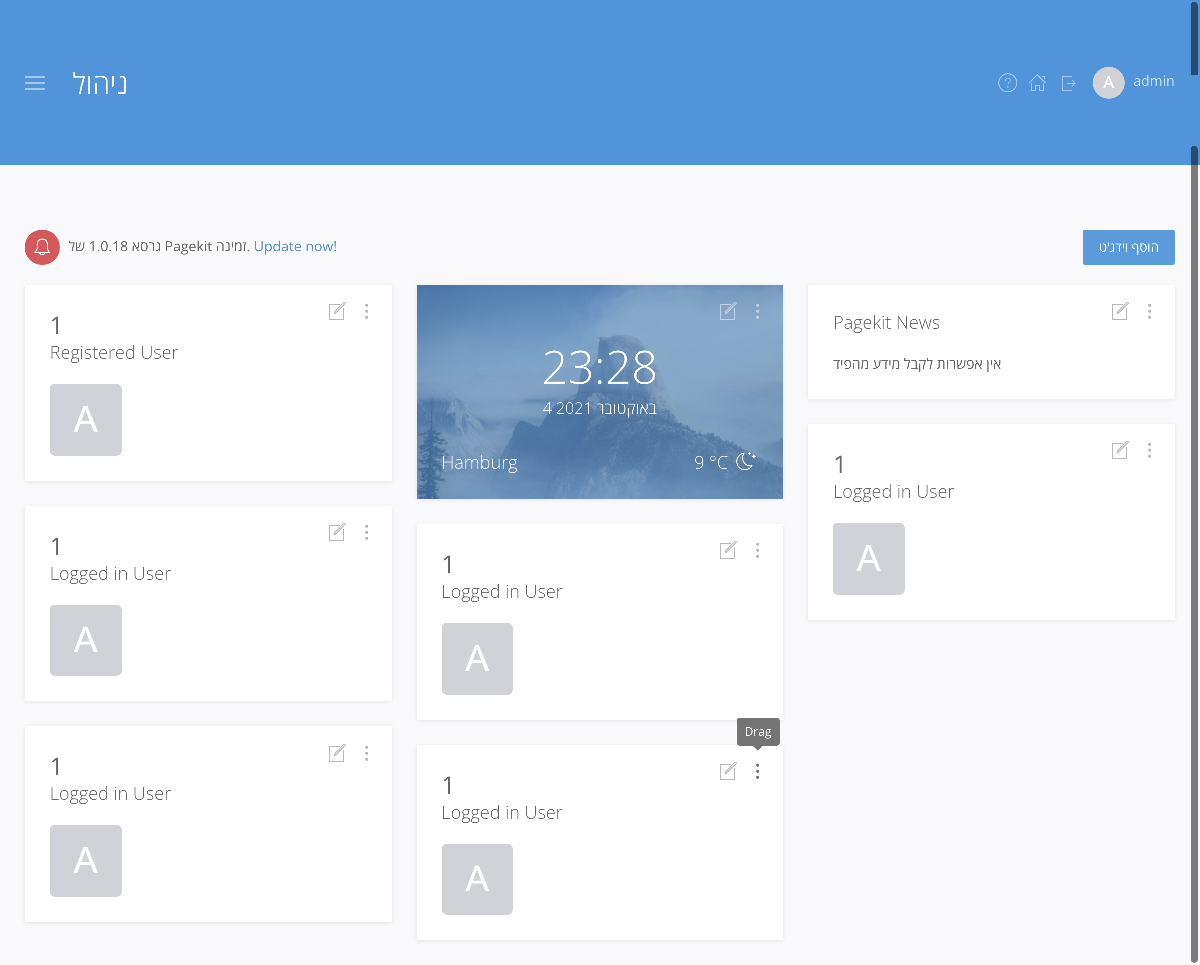 ניהול
A admin
גרסא 1.0.18 של Pagekit זמינה. Update now!
הוסף וידג'ט
1
Registered User
A
1
Logged in User
A
1
Logged in User
A
23:28
4 באוקטובר 2021
Hamburg 9 °C
1
Logged in User
A
Drag
1
Logged in User
A
Pagekit News
אין אפשרות לקבל מידע מהפיד
1
Logged in User
A